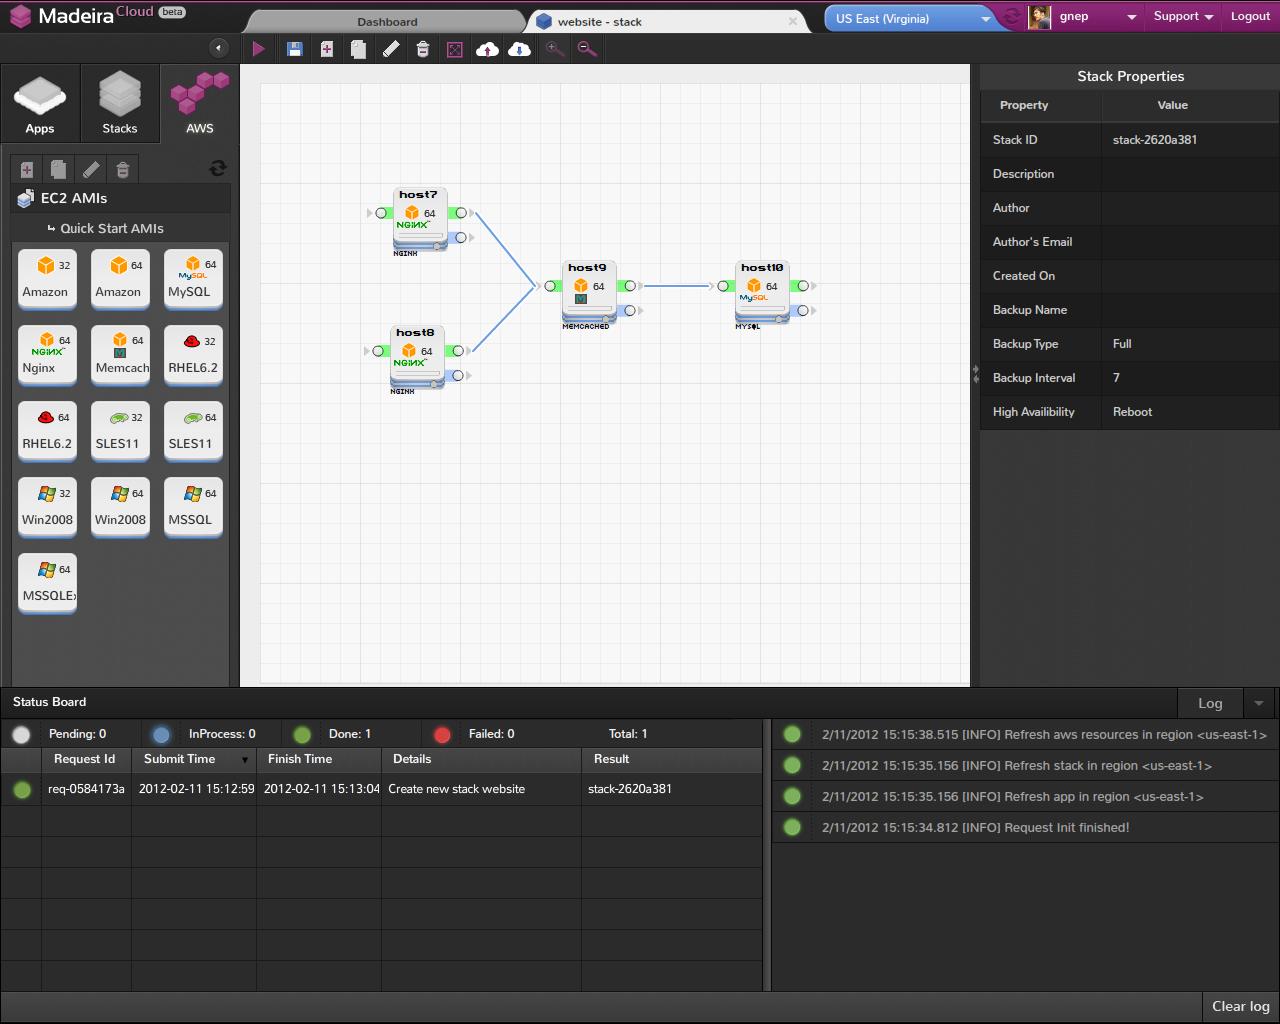 MadeiraCloud beta
Dashboard
website - stack
US East (Virginia)
gnep
Support
Logout
Apps
Stacks
AWS
EC2 AMIs
Quick Start AMIs
32
Amazon
64
Amazon
64
MySQL
MySQL
64
NGINX
Nginx
64
Memcach
32
RHEL6.2
64
RHEL6.2
32
SLES11
64
SLES11
32
Win2008
64
Win2008
64
MSSQL
64
MSSQLEx
host7
64
NGINX
NGINX
host8
64
NGINX
NGINX
host9
64
MEMCACHED
host10
64
MySQL
MYSQL
Stack Properties
Property Value
Stack ID stack-2620a381
Description
Author
Author's Email
Created On
Backup Name
Backup Type Full
Backup Interval 7
High Availibility Reboot
Status Board
Log
Pending: 0 InProcess: 0 Done: 1 Failed: 0 Total: 1
Request Id Submit Time Finish Time Details Result
req-0584173a 2012-02-11 15:12:59 2012-02-11 15:13:04 Create new stack website stack-2620a381
2/11/2012 15:15:38.515 [INFO] Refresh aws resources in region <us-east-1>
2/11/2012 15:15:35.156 [INFO] Refresh stack in region <us-east-1>
2/11/2012 15:15:35.156 [INFO] Refresh app in region <us-east-1>
2/11/2012 15:15:34.812 [INFO] Request Init finished!
Clear log